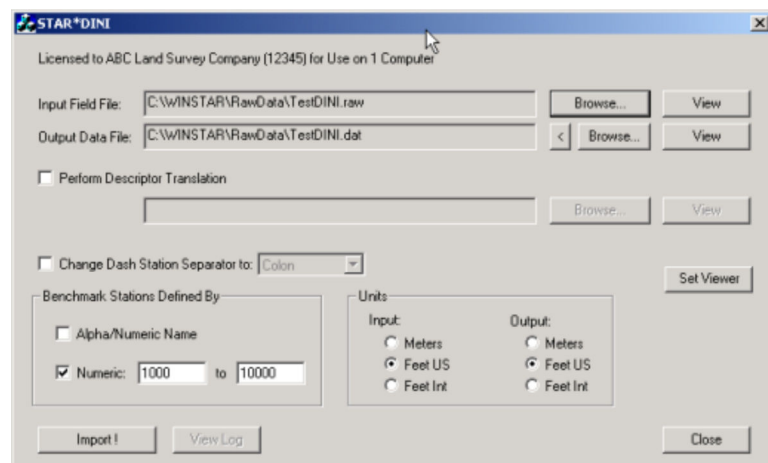 STAR*DINI
Licensed to ABC Land Survey Company (12345) for Use on 1 Computer
Input Field File: C:\WINSTAR\RawData\TestDINI.raw Browse... View
Output Data File: C:\WINSTAR\RawData\TestDINI.dat < Browse... View
Perform Descriptor Translation
Browse... View
Change Dash Station Separator to: Colon
Set Viewer
Benchmark Stations Defined By
Alpha/Numeric Name
Numeric: 1000 to 10000
Units
Input: Output:
Meters Meters
Feet US Feet US
Feet Int Feet Int
Import ! View Log Close